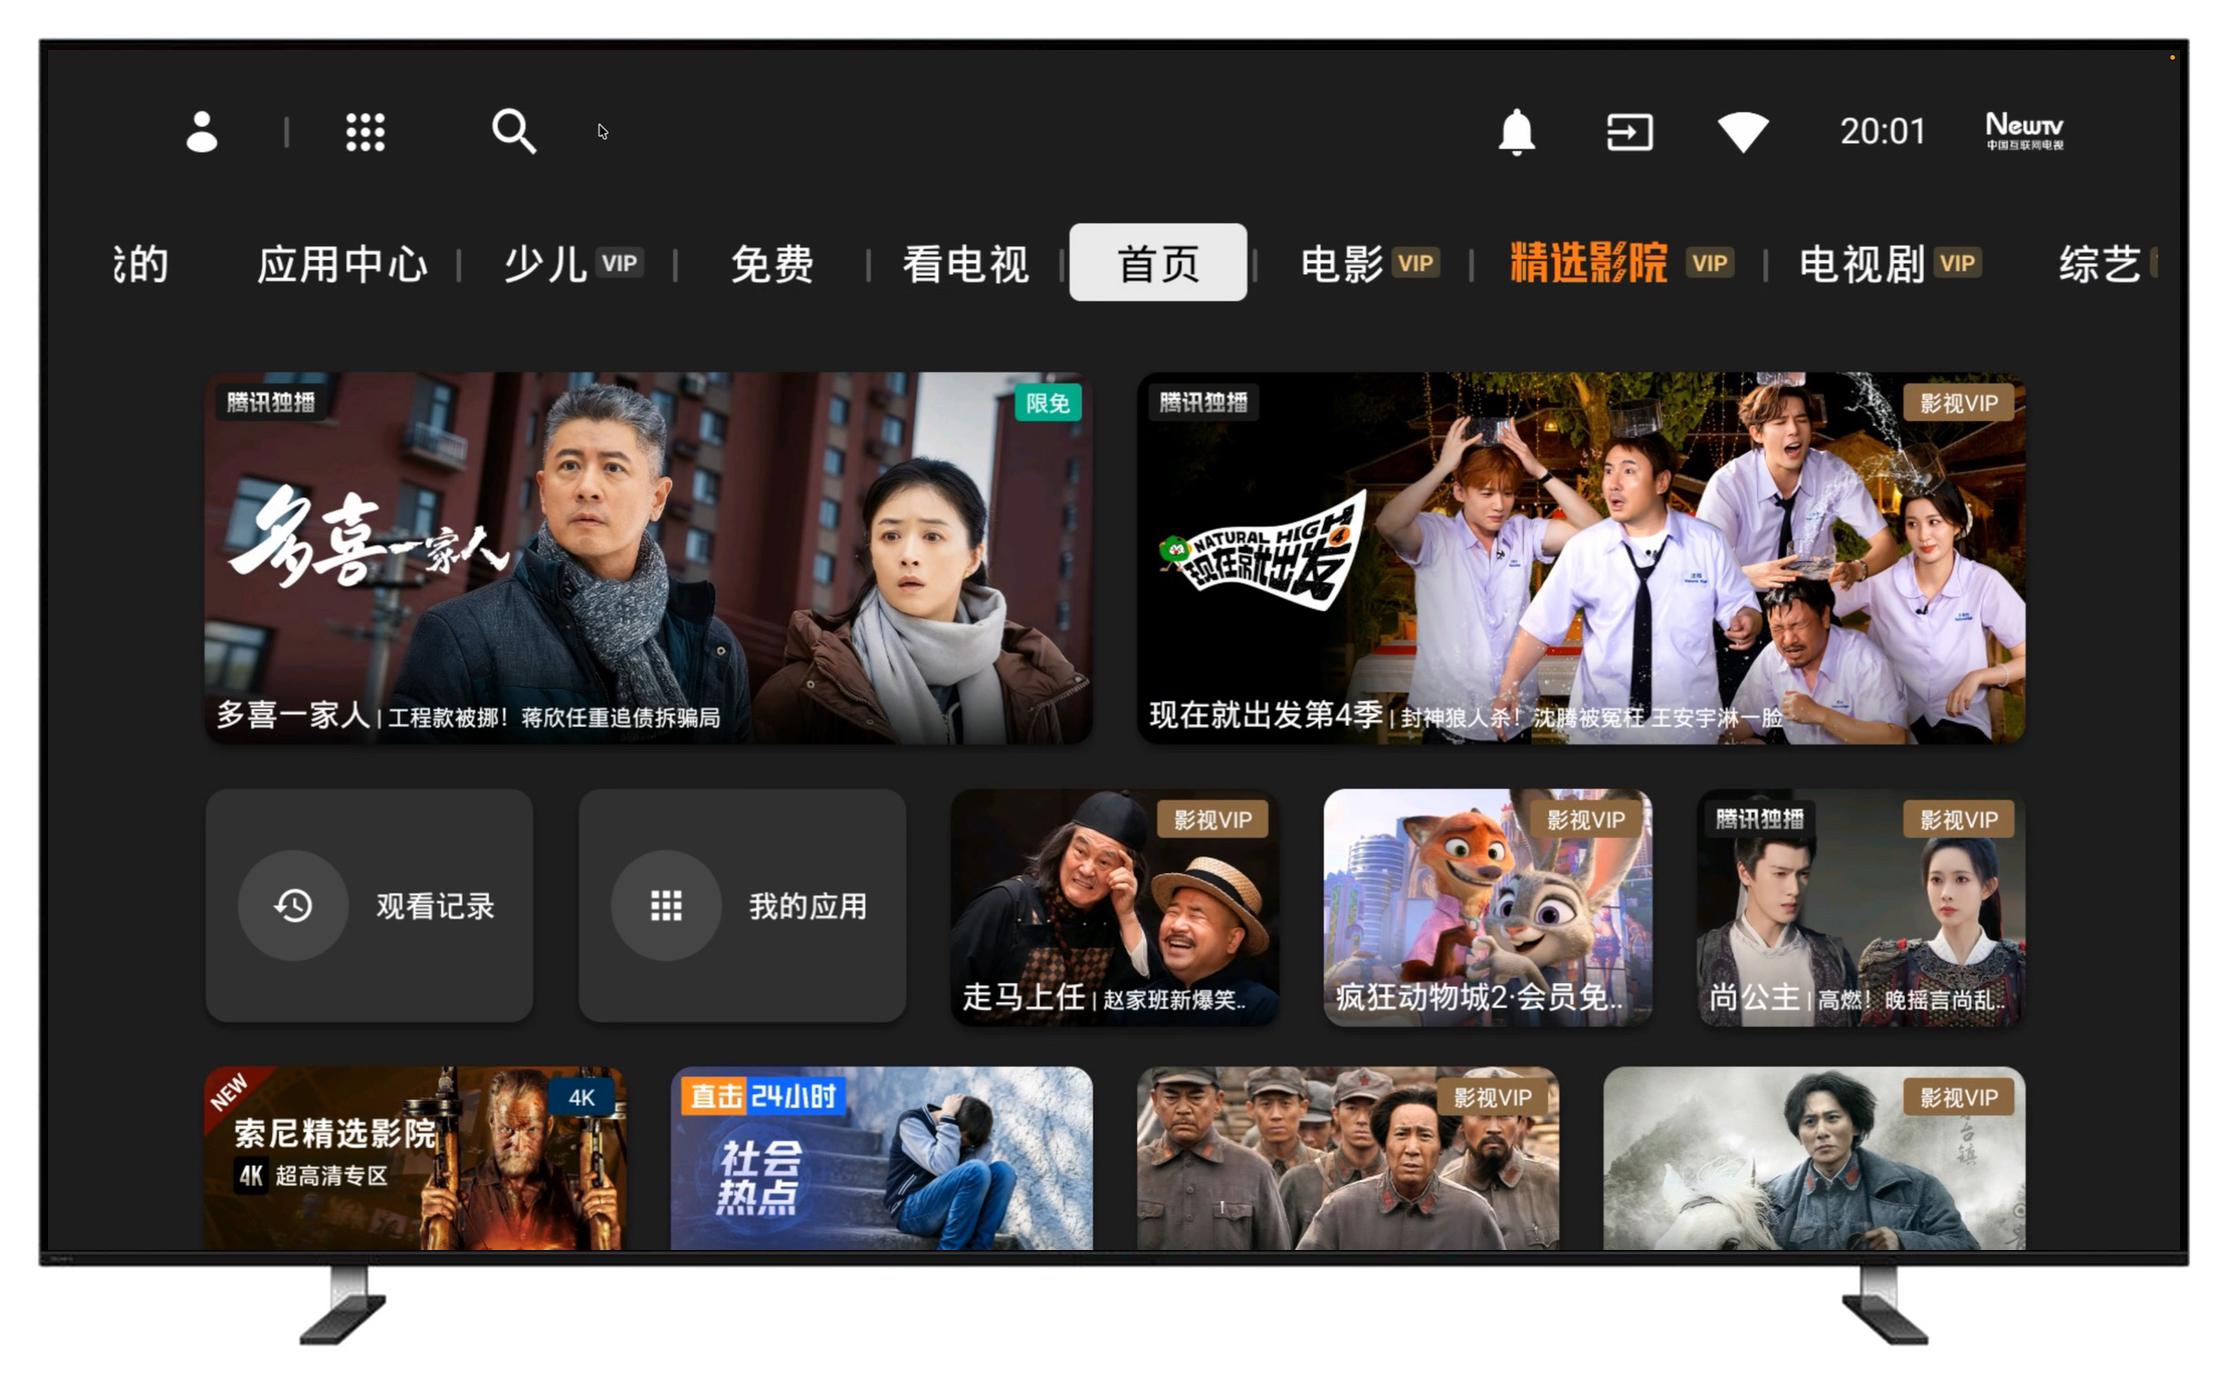 20:01
NewTV
中国互联网电视
的
应用中心
少儿 VIP
免费
看电视
首页
电影 VIP
精选影院 VIP
电视剧 VIP
综艺
腾讯独播
限免
多喜一家人
多喜一家人 | 工程款被挪！蒋欣任重追债拆骗局
腾讯独播
影视VIP
NATURAL HIGH 4
现在就出发
现在就出发第4季 | 封神狼人杀！沈腾被冤枉 王安宇淋一脸
观看记录
我的应用
影视VIP
走马上任 | 赵家班新爆笑..
影视VIP
疯狂动物城2·会员免..
腾讯独播
影视VIP
尚公主 | 高燃！晚摇言尚乱..
NEW
4K
索尼精选影院
4K 超高清专区
直击 24小时
社会
热点
影视VIP
影视VIP